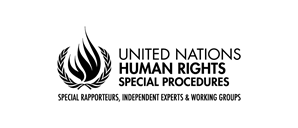 UNITED NATIONS
HUMAN RIGHTS
SPECIAL PROCEDURES
SPECIAL RAPPORTEURS, INDEPENDENT EXPERTS & WORKING GROUPS